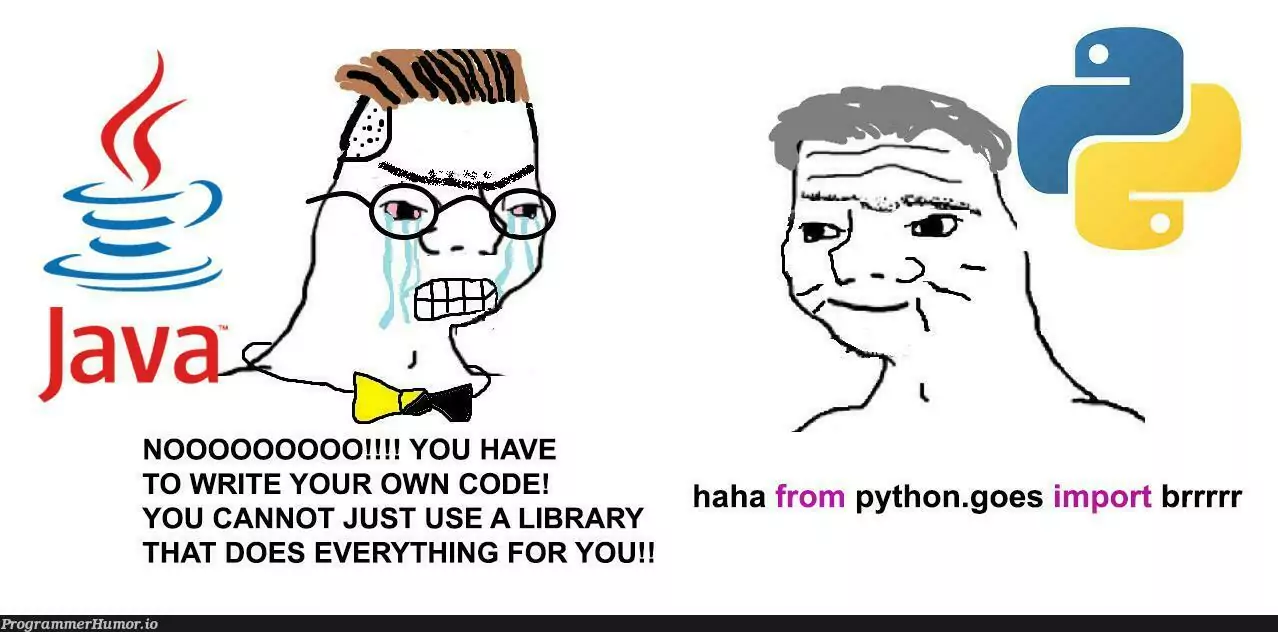 Java™
NOOOOOOOOO!!!! YOU HAVE
TO WRITE YOUR OWN CODE!
YOU CANNOT JUST USE A LIBRARY
THAT DOES EVERYTHING FOR YOU!!
haha from python.goes import brrrrr
ProgrammerHumor.io